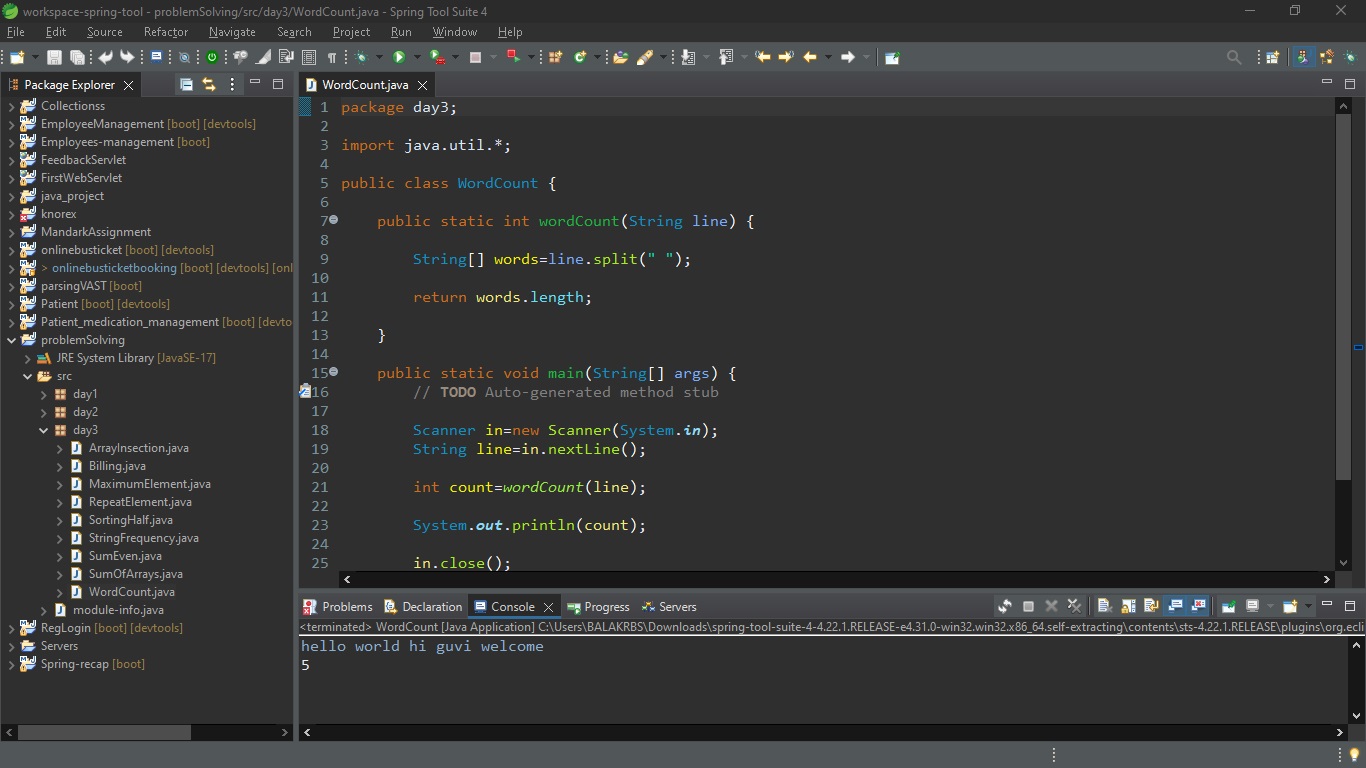 workspace-spring-tool - problemSolving/src/day3/WordCount.java - Spring Tool Suite 4
File Edit Source Refactor Navigate Search Project Run Window Help
Package Explorer
Collectionss
EmployeeManagement [boot] [devtools]
Employees-management [boot]
FeedbackServlet
FirstWebServlet
java_project
knorex
MandarkAssignment
onlinebusticket [boot] [devtools]
> onlinebusticketbooking [boot] [devtools] [onl
parsingVAST [boot]
Patient [boot] [devtools]
Patient_medication_management [boot] [devto
problemSolving
JRE System Library [JavaSE-17]
src
day1
day2
day3
ArrayInsection.java
Billing.java
MaximumElement.java
RepeatElement.java
SortingHalf.java
StringFrequency.java
SumEven.java
SumOfArrays.java
WordCount.java
module-info.java
RegLogin [boot] [devtools]
Servers
Spring-recap [boot]
WordCount.java
1 package day3;
2
3 import java.util.*;
4
5 public class WordCount {
6
7 public static int wordCount(String line) {
8
9 String[] words=line.split(" ");
10
11 return words.length;
12
13 }
14
15 public static void main(String[] args) {
16 // TODO Auto-generated method stub
17
18 Scanner in=new Scanner(System.in);
19 String line=in.nextLine();
20
21 int count=wordCount(line);
22
23 System.out.println(count);
24
25 in.close();
Problems Declaration Console Progress Servers
<terminated> WordCount [Java Application] C:\Users\BALAKRBS\Downloads\spring-tool-suite-4-4.22.1.RELEASE-e4.31.0-win32.win32.x86_64.self-extracting\contents\sts-4.22.1.RELEASE\plugins\org.ecli
hello world hi guvi welcome
5